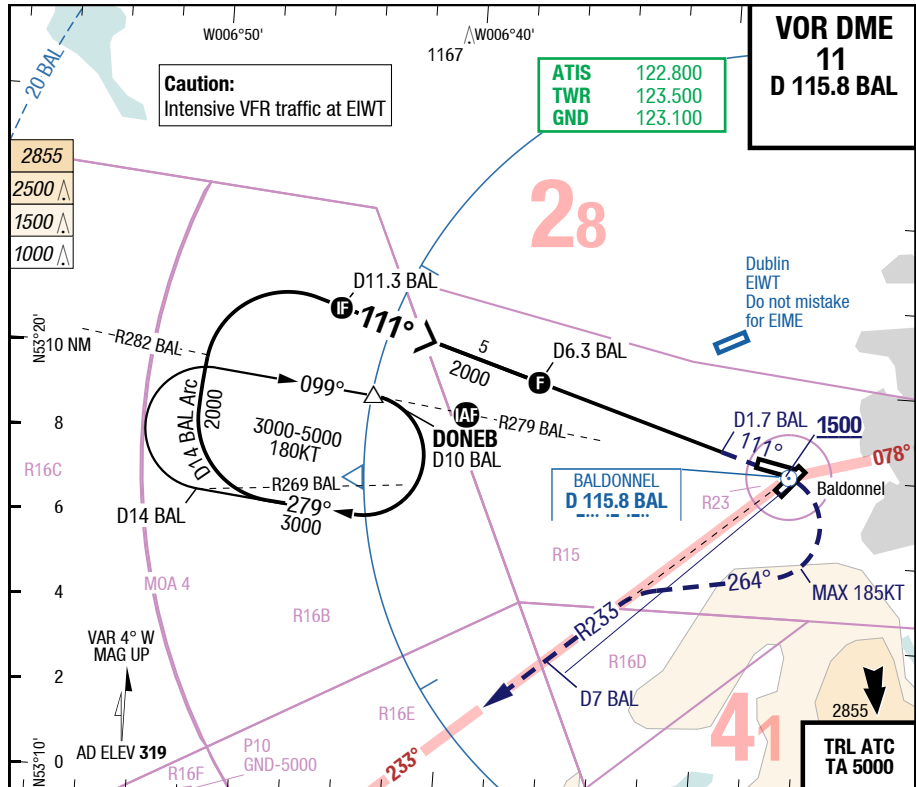 W006°50'
W006°40'
1167
20 BAL
Caution:
Intensive VFR traffic at EIWT
ATIS 122.800
TWR 123.500
GND 123.100
VOR DME
11
D 115.8 BAL
2855
2500
1500
1000
28
Dublin
EIWT
Do not mistake
for EIME
D11.3 BAL
IF
111°
N53°20'
10 NM
R282 BAL
5
2000
D6.3 BAL
F
099°
D14 BAL Arc
2000
IAF
R279 BAL
DONEB
D10 BAL
D1.7 BAL
111°
1500
8
3000-5000
180KT
R16C
R269 BAL
279°
3000
078°
6
D14 BAL
BALDONNEL
D 115.8 BAL
R23
Baldonnel
R15
MOA 4
4
264°
MAX 185KT
R16B
R233
VAR 4° W
MAG UP
R16D
2
D7 BAL
R16E
2855
41
AD ELEV 319
P10
GND-5000
TRL ATC
TA 5000
N53°10'
0
R16F
233°